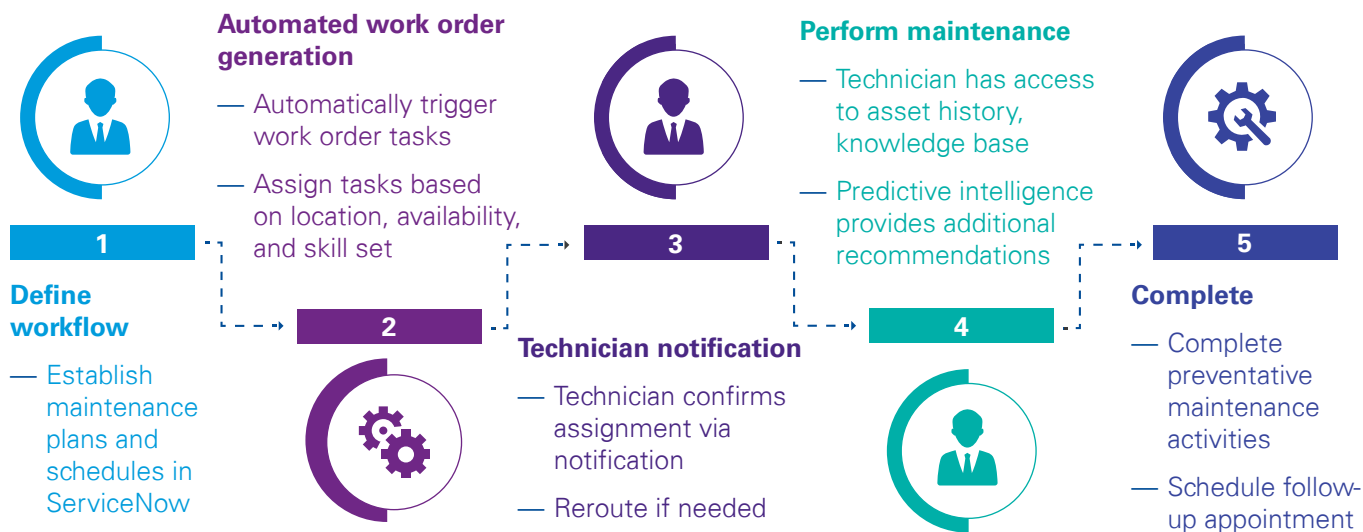 1
Define
workflow
— Establish
maintenance
plans and
schedules in
ServiceNow
Automated work order
generation
— Automatically trigger
work order tasks
— Assign tasks based
on location, availability,
and skill set
2
3
Technician notification
— Technician confirms
assignment via
notification
— Reroute if needed
Perform maintenance
— Technician has access
to asset history,
knowledge base
— Predictive intelligence
provides additional
recommendations
4
5
Complete
— Complete
preventative
maintenance
activities
— Schedule follow-
up appointment